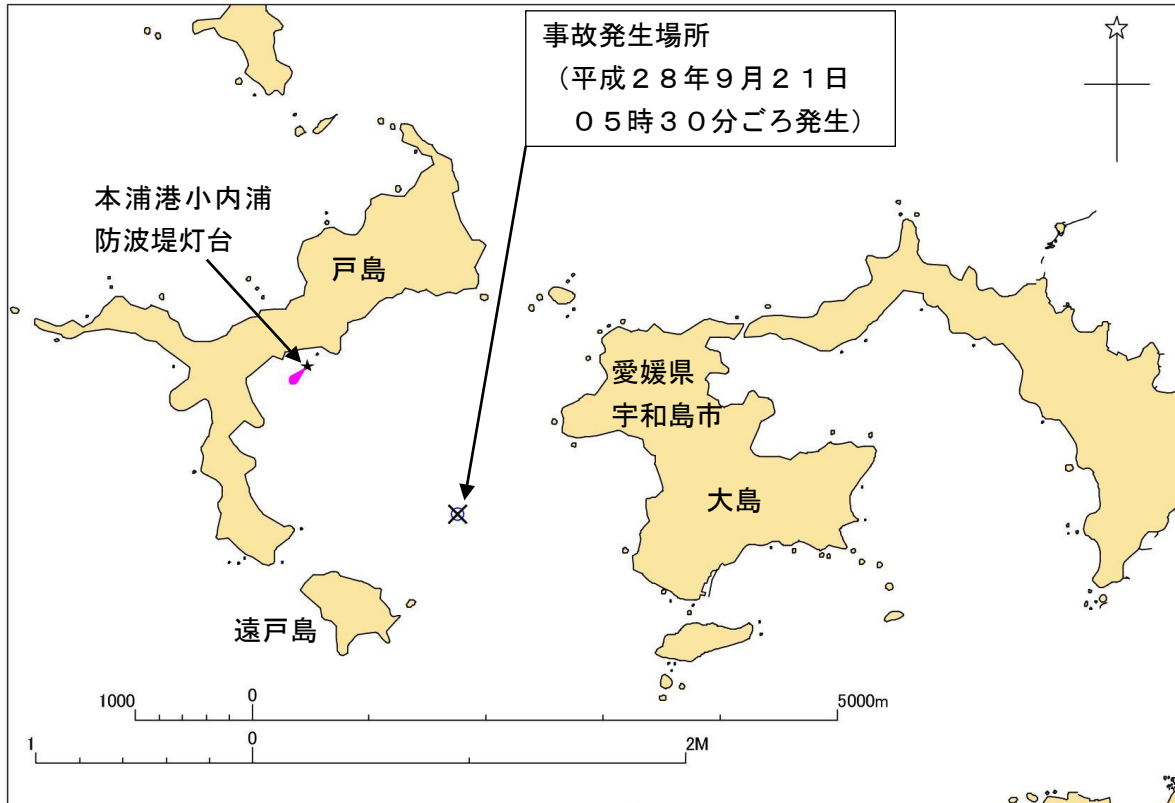 事故発生場所
（平成２８年９月２１日
０５時３０分ごろ発生）
本浦港小内浦
防波堤灯台
戸島
愛媛県
宇和島市
大島
遠戸島
1000 0 5000m
1 0 2M